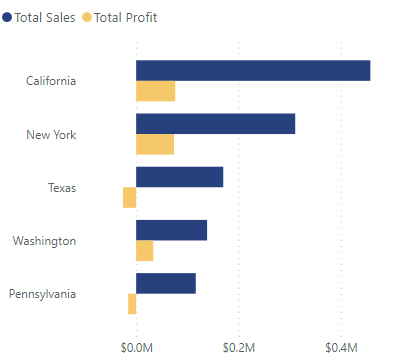 Total Sales Total Profit
California
New York
Texas
Washington
Pennsylvania
$0.0M $0.2M $0.4M